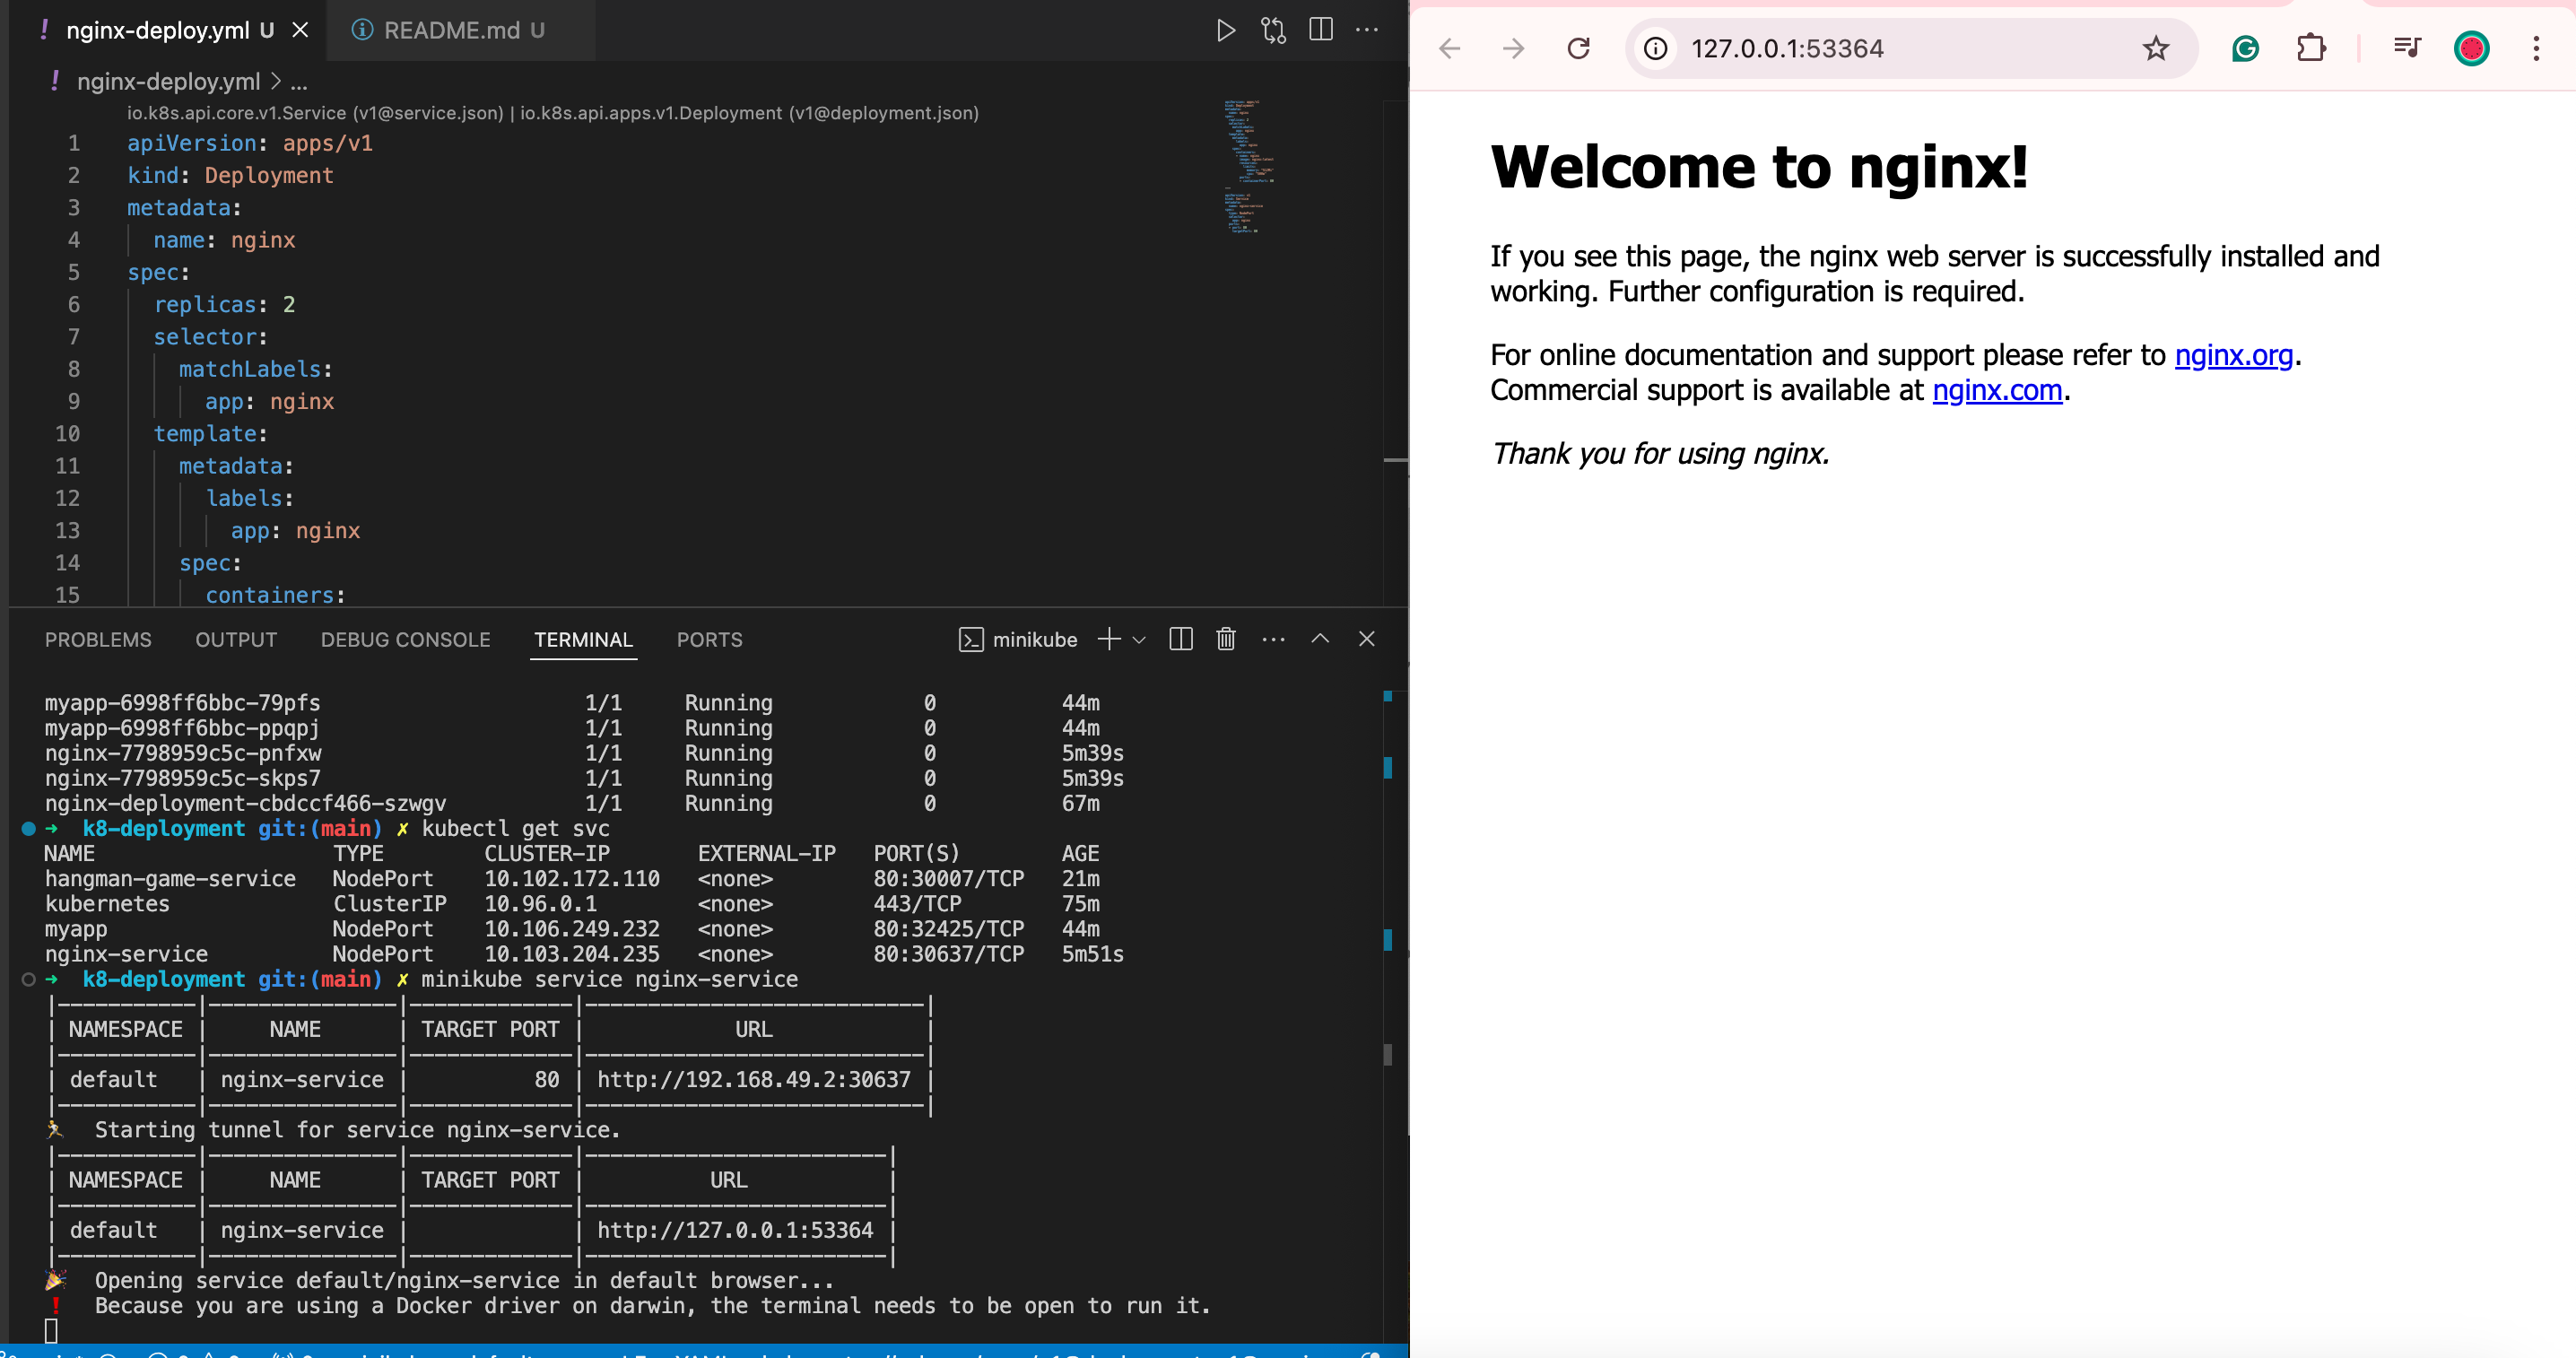 nginx-deploy.yml U
README.md U
nginx-deploy.yml > ...
io.k8s.api.core.v1.Service (v1@service.json) | io.k8s.api.apps.v1.Deployment (v1@deployment.json)
1 apiVersion: apps/v1
2 kind: Deployment
3 metadata:
4 name: nginx
5 spec:
6 replicas: 2
7 selector:
8 matchLabels:
9 app: nginx
10 template:
11 metadata:
12 labels:
13 app: nginx
14 spec:
15 containers:
PROBLEMS OUTPUT DEBUG CONSOLE TERMINAL PORTS minikube
myapp-6998ff6bbc-79pfs 1/1 Running 0 44m
myapp-6998ff6bbc-ppqpj 1/1 Running 0 44m
nginx-7798959c5c-pnfxw 1/1 Running 0 5m39s
nginx-7798959c5c-skps7 1/1 Running 0 5m39s
nginx-deployment-cbdccf466-szwgv 1/1 Running 0 67m
➜ k8-deployment git:(main) ✗ kubectl get svc
NAME TYPE CLUSTER-IP EXTERNAL-IP PORT(S) AGE
hangman-game-service NodePort 10.102.172.110 <none> 80:30007/TCP 21m
kubernetes ClusterIP 10.96.0.1 <none> 443/TCP 75m
myapp NodePort 10.106.249.232 <none> 80:32425/TCP 44m
nginx-service NodePort 10.103.204.235 <none> 80:30637/TCP 5m51s
➜ k8-deployment git:(main) ✗ minikube service nginx-service
|-----------|---------------|-------------|---------------------------|
| NAMESPACE | NAME | TARGET PORT | URL |
|-----------|---------------|-------------|---------------------------|
| default | nginx-service | 80 | http://192.168.49.2:30637 |
|-----------|---------------|-------------|---------------------------|
🏃 Starting tunnel for service nginx-service.
|-----------|---------------|-------------|------------------------|
| NAMESPACE | NAME | TARGET PORT | URL |
|-----------|---------------|-------------|------------------------|
| default | nginx-service | | http://127.0.0.1:53364 |
|-----------|---------------|-------------|------------------------|
🎉 Opening service default/nginx-service in default browser...
❗ Because you are using a Docker driver on darwin, the terminal needs to be open to run it.
127.0.0.1:53364
Welcome to nginx!
If you see this page, the nginx web server is successfully installed and
working. Further configuration is required.
For online documentation and support please refer to nginx.org.
Commercial support is available at nginx.com.
Thank you for using nginx.